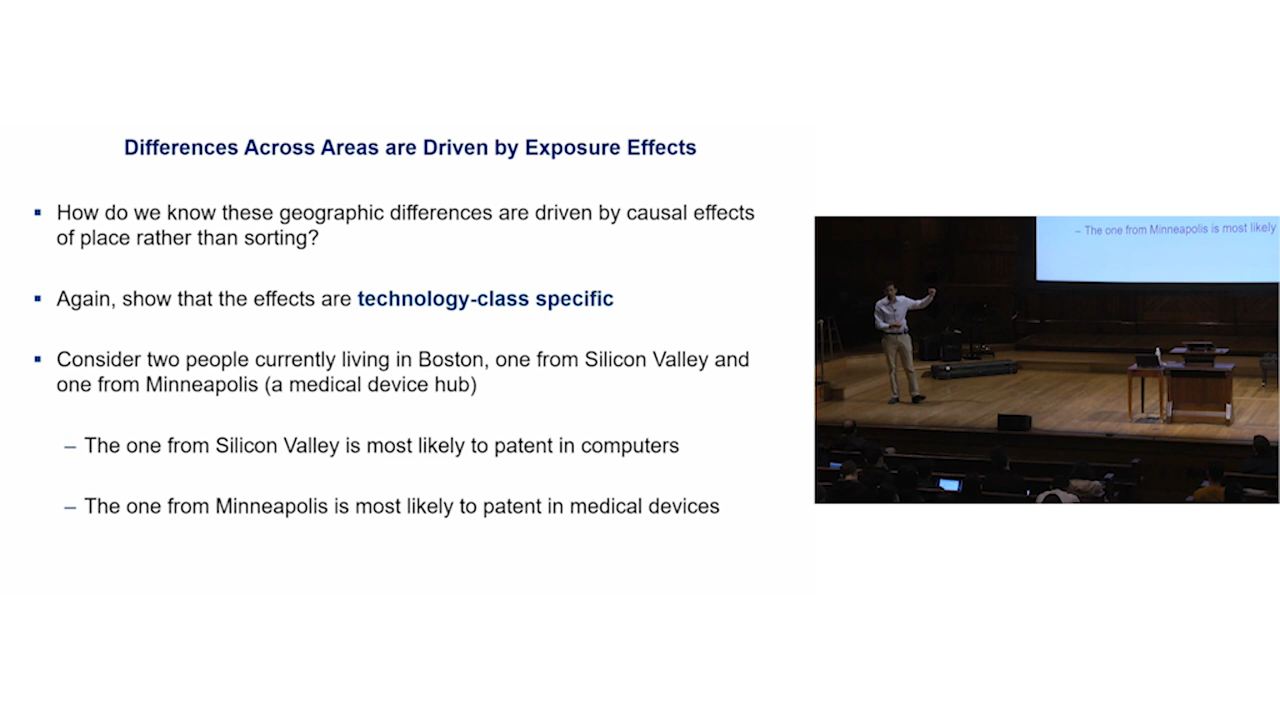 Differences Across Areas are Driven by Exposure Effects
▪ How do we know these geographic differences are driven by causal effects
of place rather than sorting?
▪ Again, show that the effects are technology-class specific
▪ Consider two people currently living in Boston, one from Silicon Valley and
one from Minneapolis (a medical device hub)
– The one from Silicon Valley is most likely to patent in computers
– The one from Minneapolis is most likely to patent in medical devices
– The one from Minneapolis is most likely